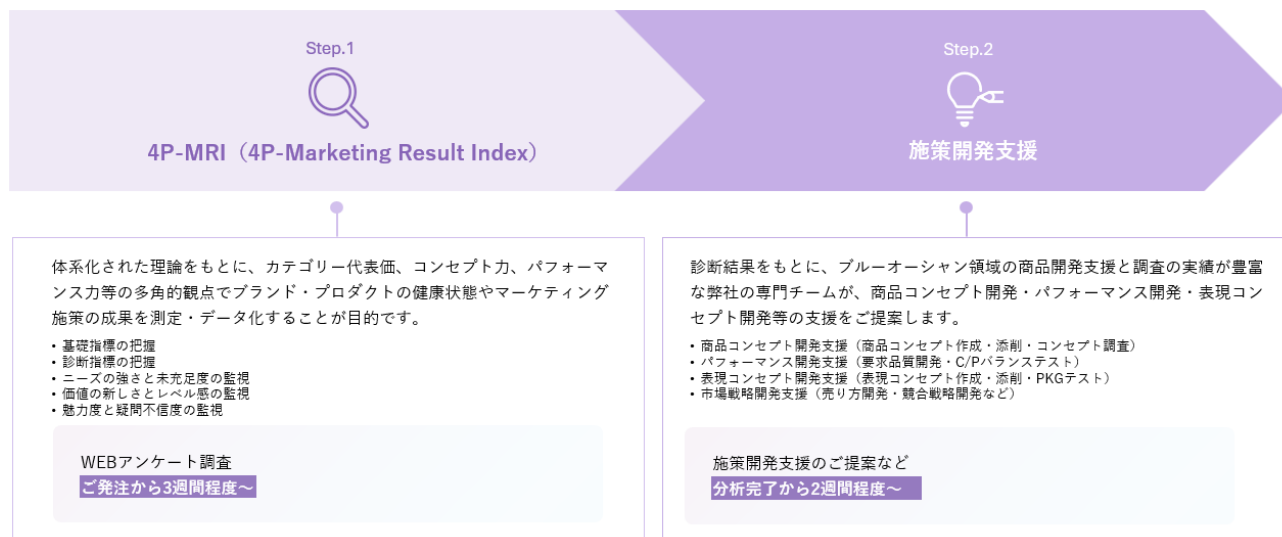 Step.1
4P-MRI（4P-Marketing Result Index）
体系化された理論をもとに、カテゴリー代表価、コンセプト力、パフォーマ
ンス力等の多角的観点でブランド・プロダクトの健康状態やマーケティング
施策の成果を測定・データ化することが目的です。
• 基礎指標の把握
• 診断指標の把握
• ニーズの強さと未充足度の監視
• 価値の新しさとレベル感の監視
• 魅力度と疑問不信度の監視
WEBアンケート調査
ご発注から3週間程度～
Step.2
施策開発支援
診断結果をもとに、ブルーオーシャン領域の商品開発支援と調査の実績が豊富
な弊社の専門チームが、商品コンセプト開発・パフォーマンス開発・表現コン
セプト開発等の支援をご提案します。
• 商品コンセプト開発支援（商品コンセプト作成・添削・コンセプト調査）
• パフォーマンス開発支援（要求品質開発・C/Pバランステスト）
• 表現コンセプト開発支援（表現コンセプト作成・添削・PKGテスト）
• 市場戦略開発支援（売り方開発・競合戦略開発など）
施策開発支援のご提案など
分析完了から2週間程度～